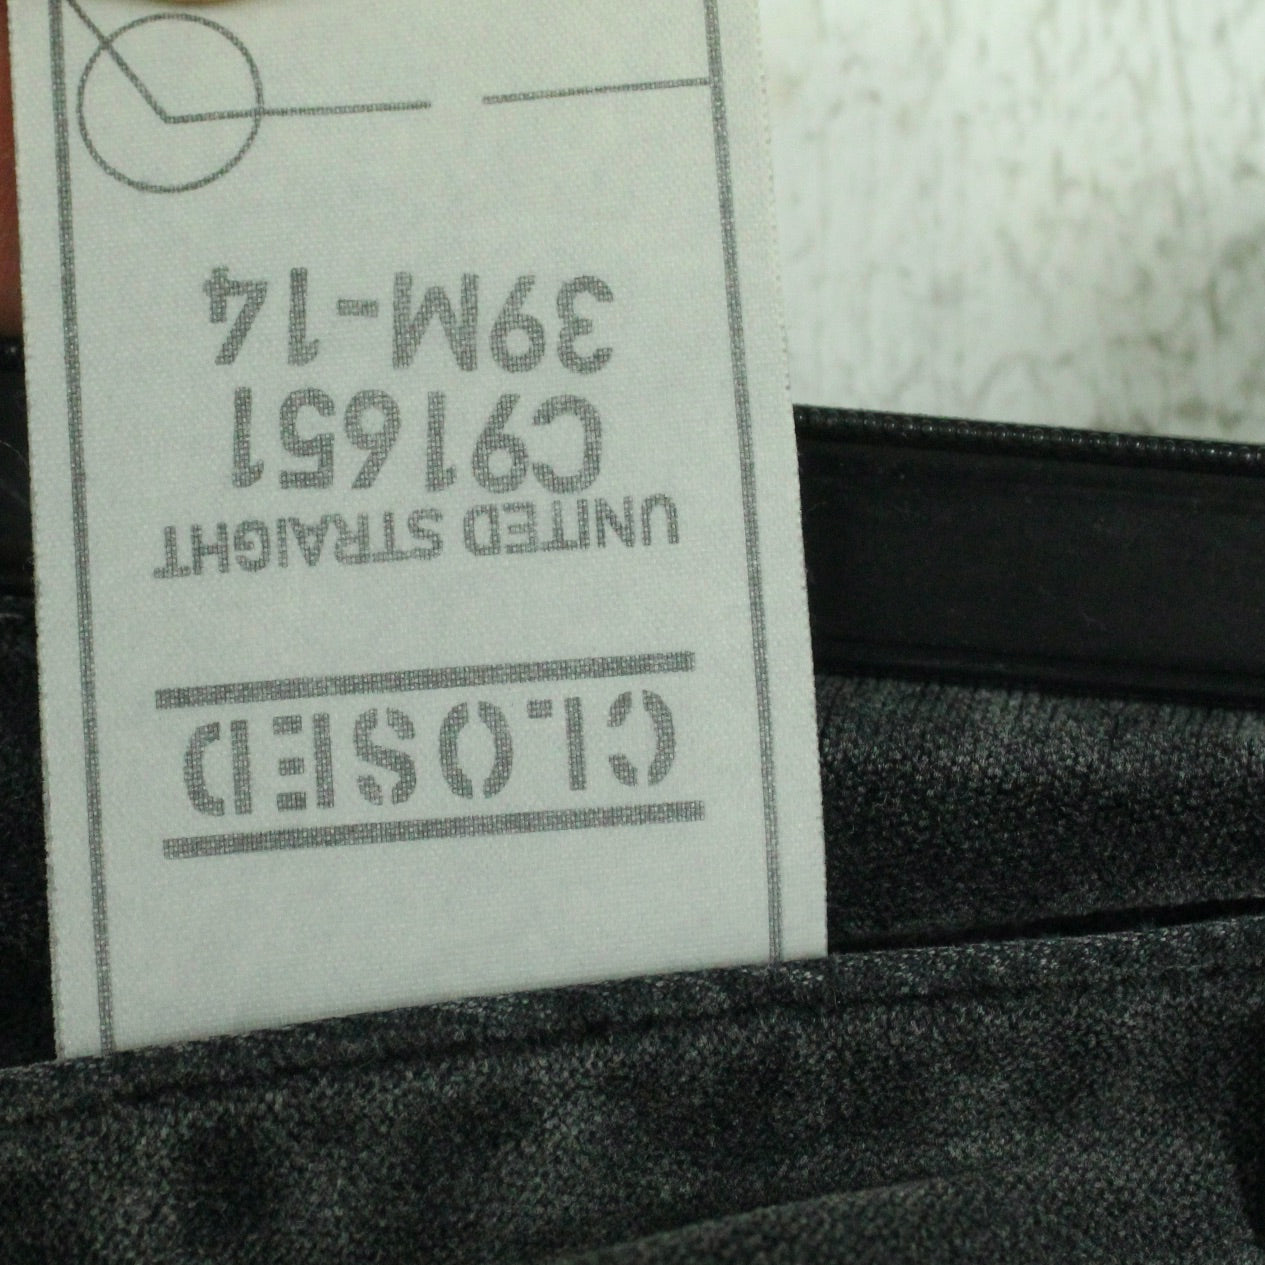 CLOSED
UNITED STRAIGHT
C91651
39M-14